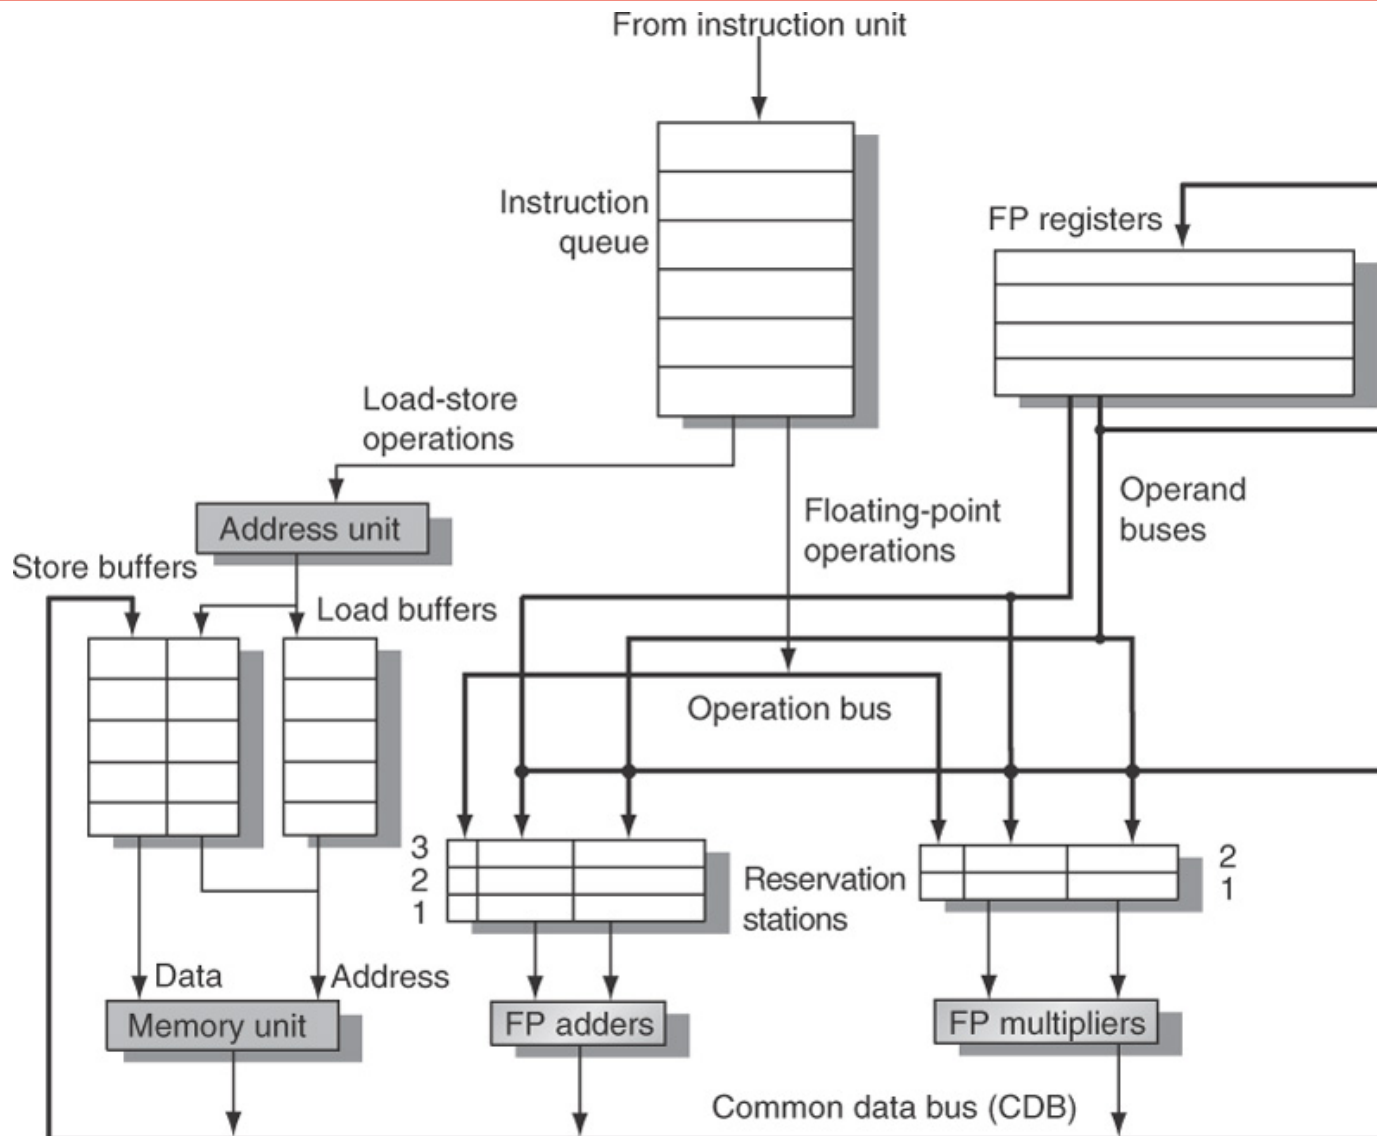 From instruction unit
Instruction
queue
FP registers
Load-store
operations
Operand
buses
Floating-point
operations
Address unit
Store buffers
Load buffers
Operation bus
3
2
1
Reservation
stations
2
1
Data
Address
Memory unit
FP adders
FP multipliers
Common data bus (CDB)